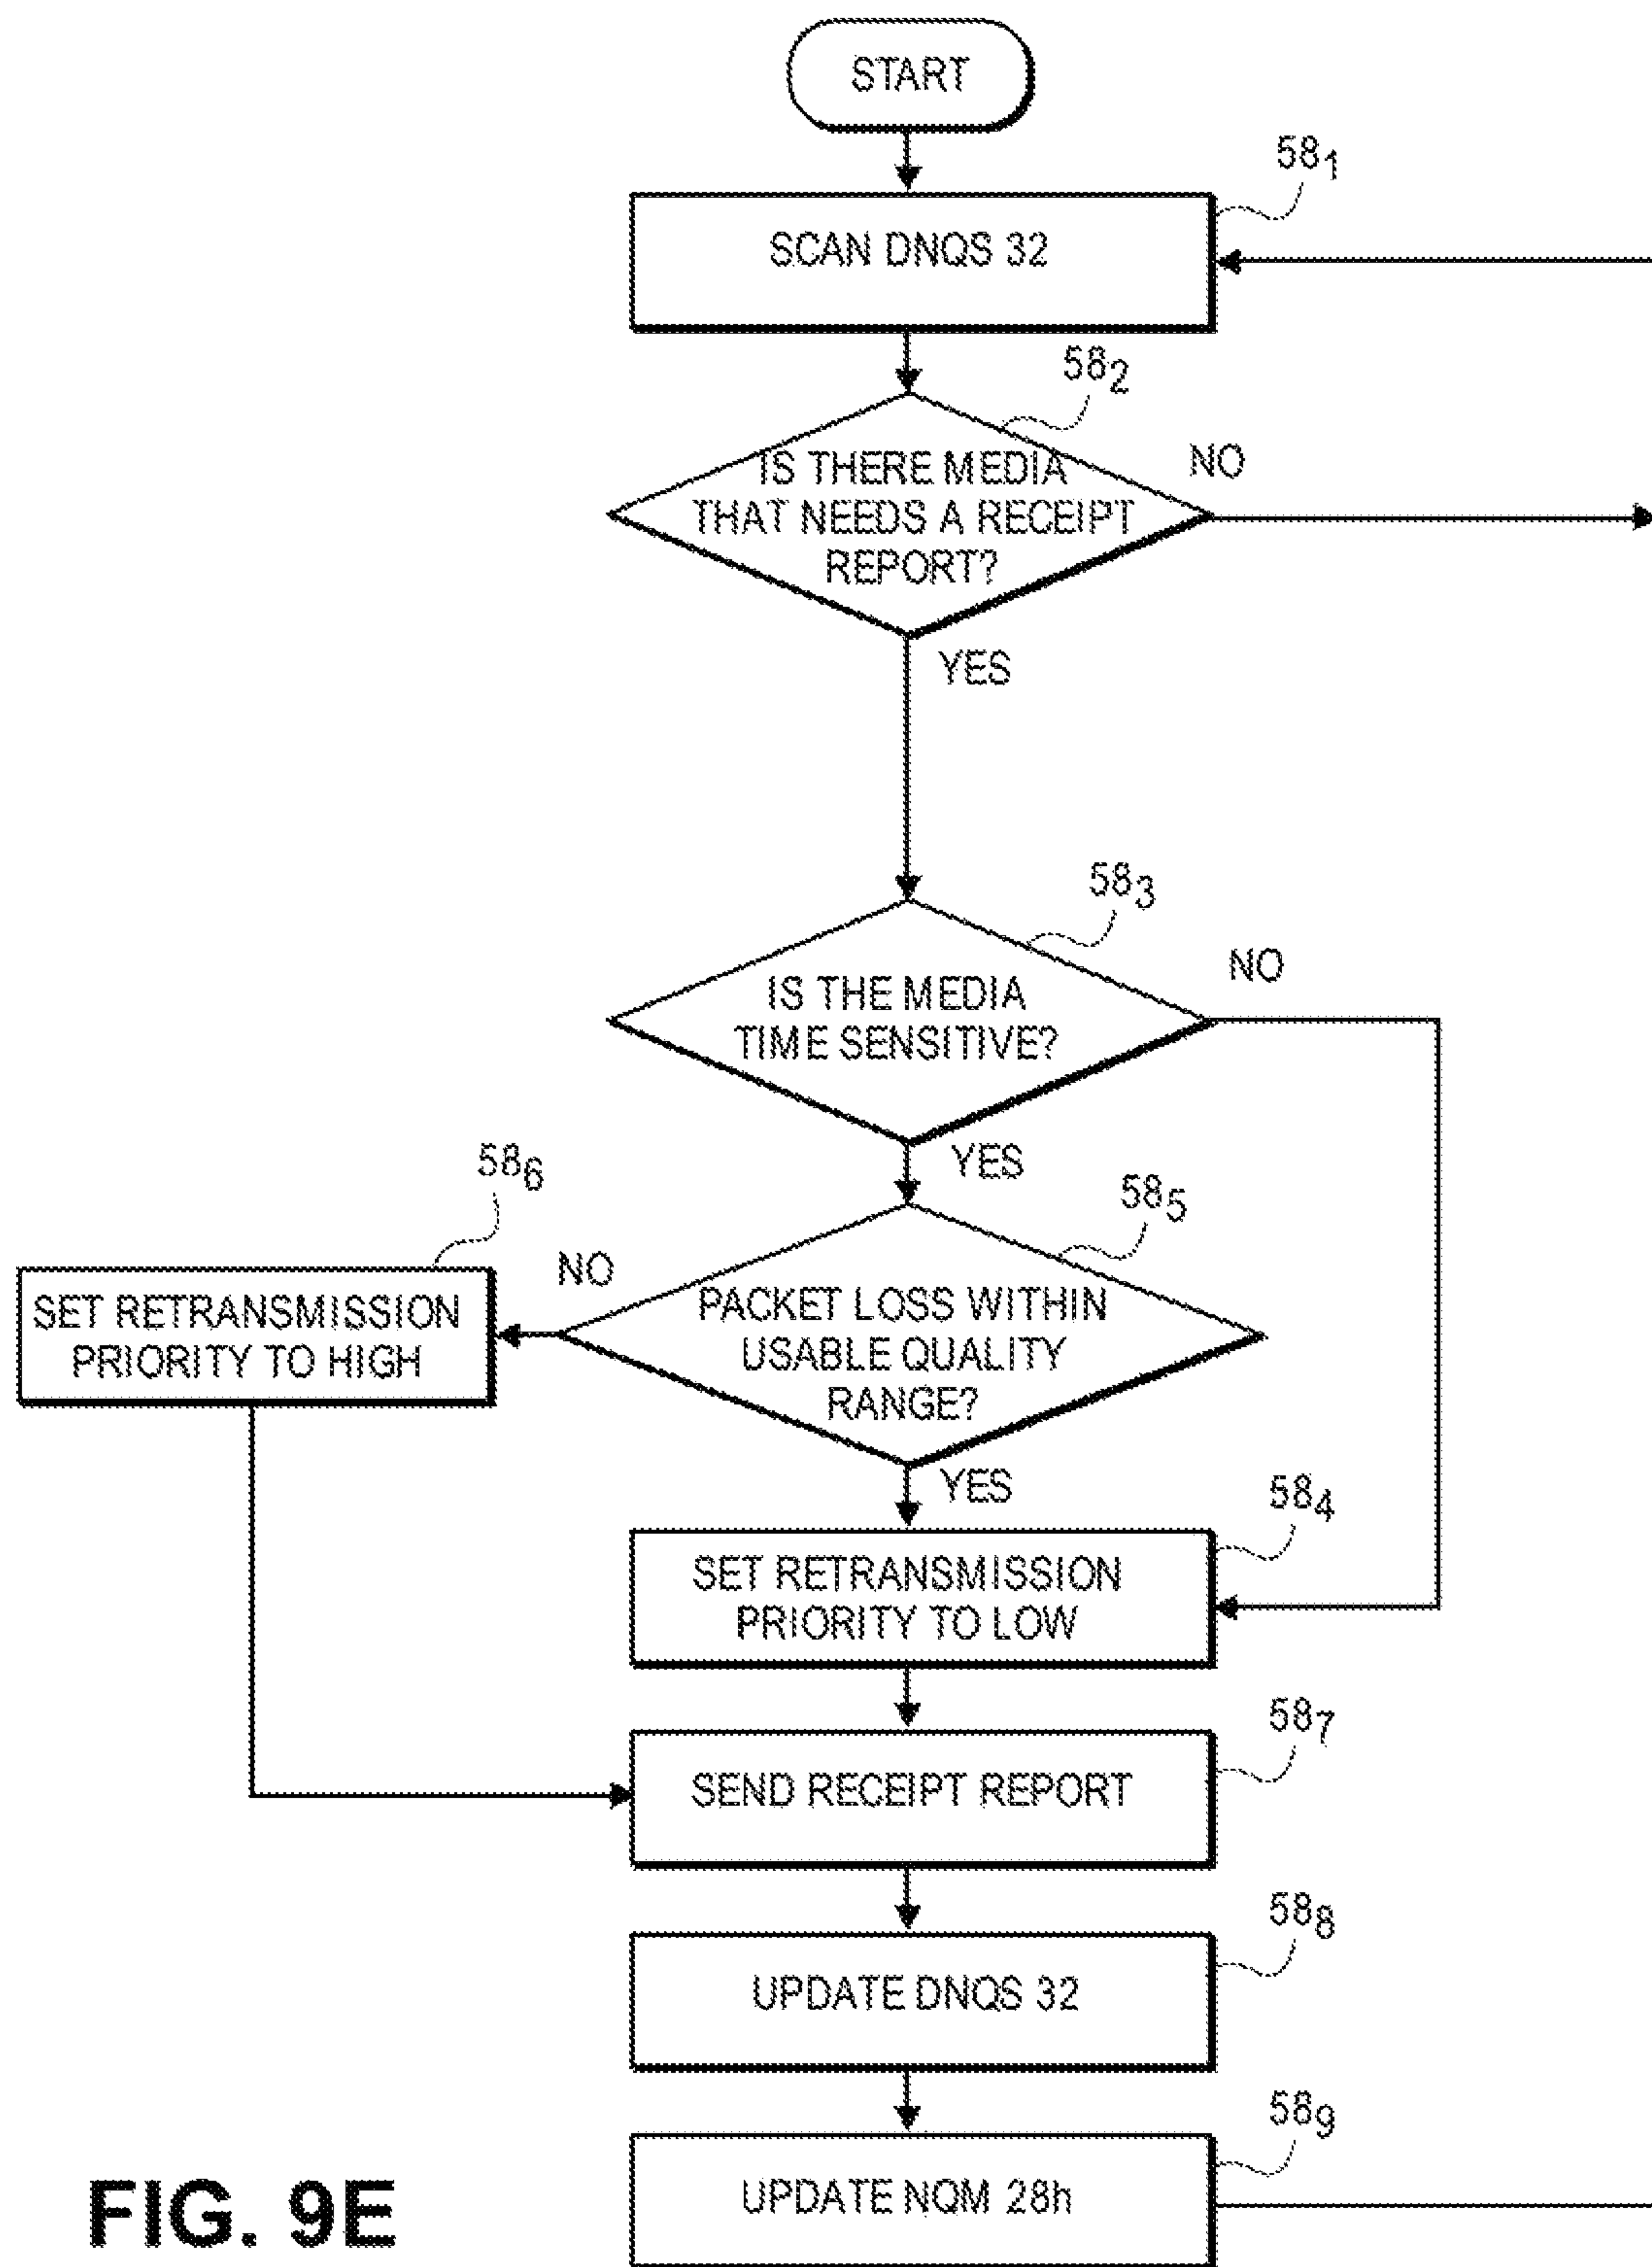 START
58₁
SCAN DNQS 32
58₂
IS THERE MEDIA
THAT NEEDS A RECEIPT
REPORT?
NO
YES
58₃
IS THE MEDIA
TIME SENSITIVE?
NO
YES
58₆
SET RETRANSMISSION
PRIORITY TO HIGH
NO
58₅
PACKET LOSS WITHIN
USABLE QUALITY
RANGE?
YES
58₄
SET RETRANSMISSION
PRIORITY TO LOW
58₇
SEND RECEIPT REPORT
58₈
UPDATE DNQS 32
58₉
UPDATE NQM 28h
FIG. 9E